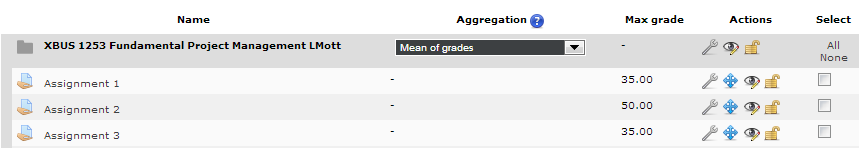 Name Aggregation ? Max grade Actions Select
XBUS 1253 Fundamental Project Management LMott Mean of grades - All
None
Assignment 1 - 35.00
Assignment 2 - 50.00
Assignment 3 - 35.00